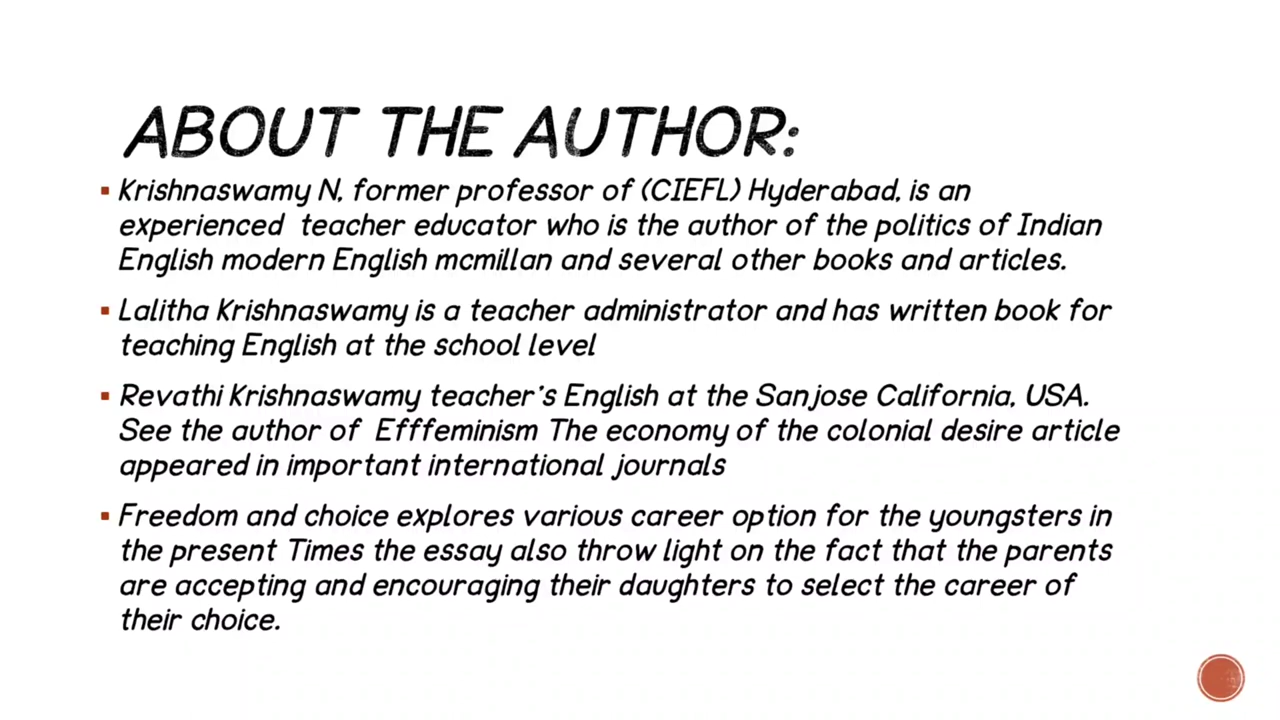 ABOUT THE AUTHOR:
Krishnaswamy N, former professor of (CIEFL) Hyderabad, is an
experienced teacher educator who is the author of the politics of Indian
English modern English mcmillan and several other books and articles.
Lalitha Krishnaswamy is a teacher administrator and has written book for
teaching English at the school level
Revathi Krishnaswamy teacher's English at the Sanjose California, USA.
See the author of Efffeminism The economy of the colonial desire article
appeared in important international journals
Freedom and choice explores various career option for the youngsters in
the present Times the essay also throw light on the fact that the parents
are accepting and encouraging their daughters to select the career of
their choice.